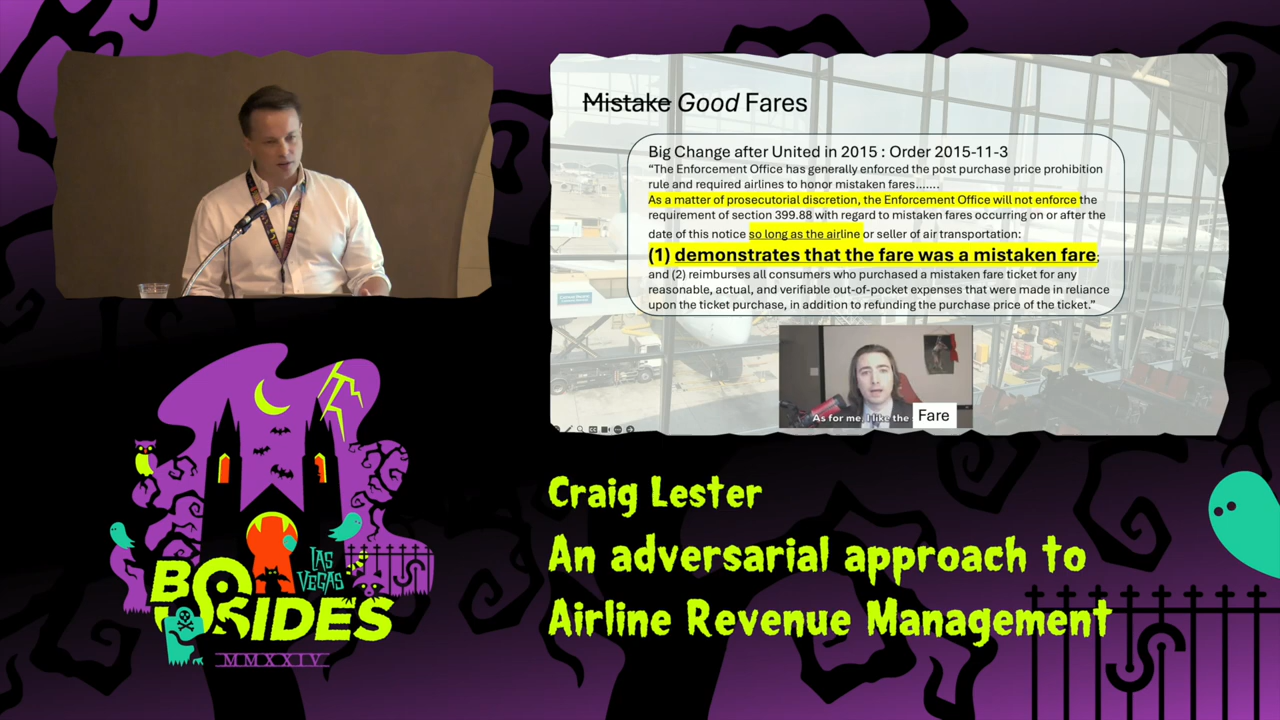 Mistake Good Fares
Big Change after United in 2015 : Order 2015-11-3
“The Enforcement Office has generally enforced the post purchase price prohibition
rule and required airlines to honor mistaken fares.......
As a matter of prosecutorial discretion, the Enforcement Office will not enforce the
requirement of section 399.88 with regard to mistaken fares occurring on or after the
date of this notice so long as the airline or seller of air transportation:
(1) demonstrates that the fare was a mistaken fare;
and (2) reimburses all consumers who purchased a mistaken fare ticket for any
reasonable, actual, and verifiable out-of-pocket expenses that were made in reliance
upon the ticket purchase, in addition to refunding the purchase price of the ticket.”
As for me, I like the
Fare
LAS
VEGAS
BSIDES
MMXXIV
Craig Lester
An adversarial approach to
Airline Revenue Management